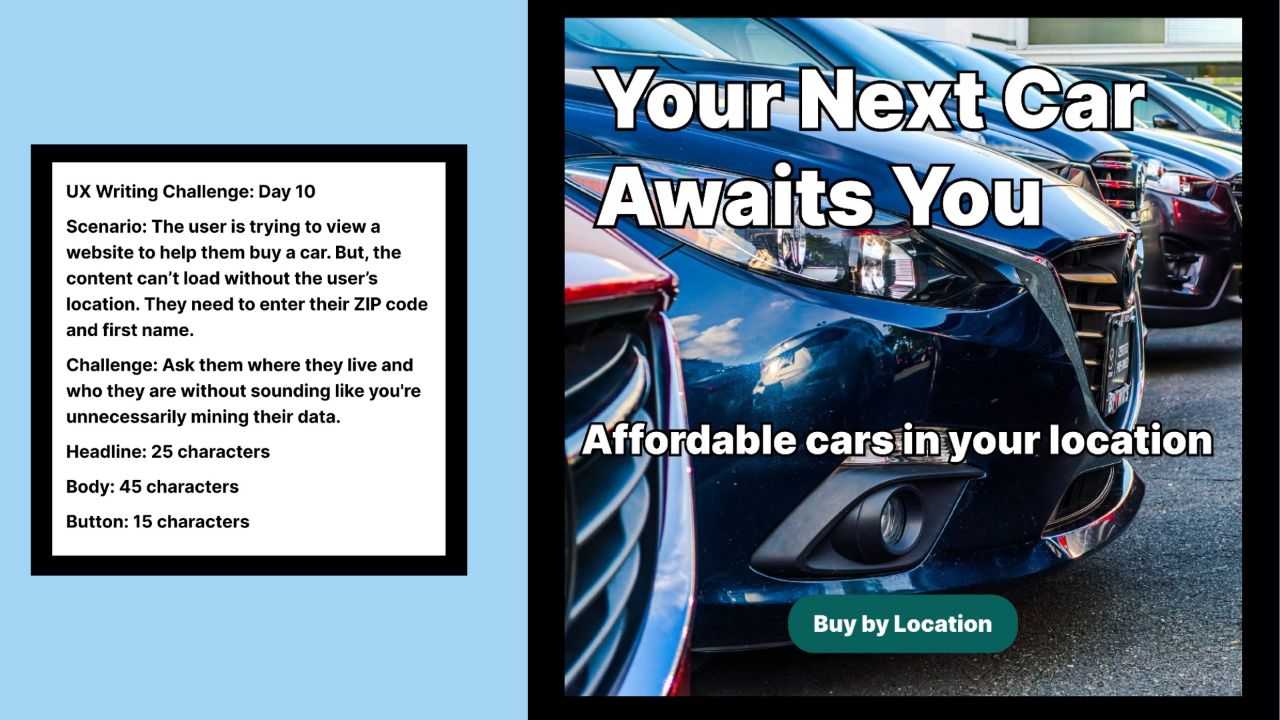 UX Writing Challenge: Day 10
Scenario: The user is trying to view a
website to help them buy a car. But, the
content can’t load without the user’s
location. They need to enter their ZIP code
and first name.
Challenge: Ask them where they live and
who they are without sounding like you're
unnecessarily mining their data.
Headline: 25 characters
Body: 45 characters
Button: 15 characters
Your Next Car
Awaits You
Affordable cars in your location
Buy by Location